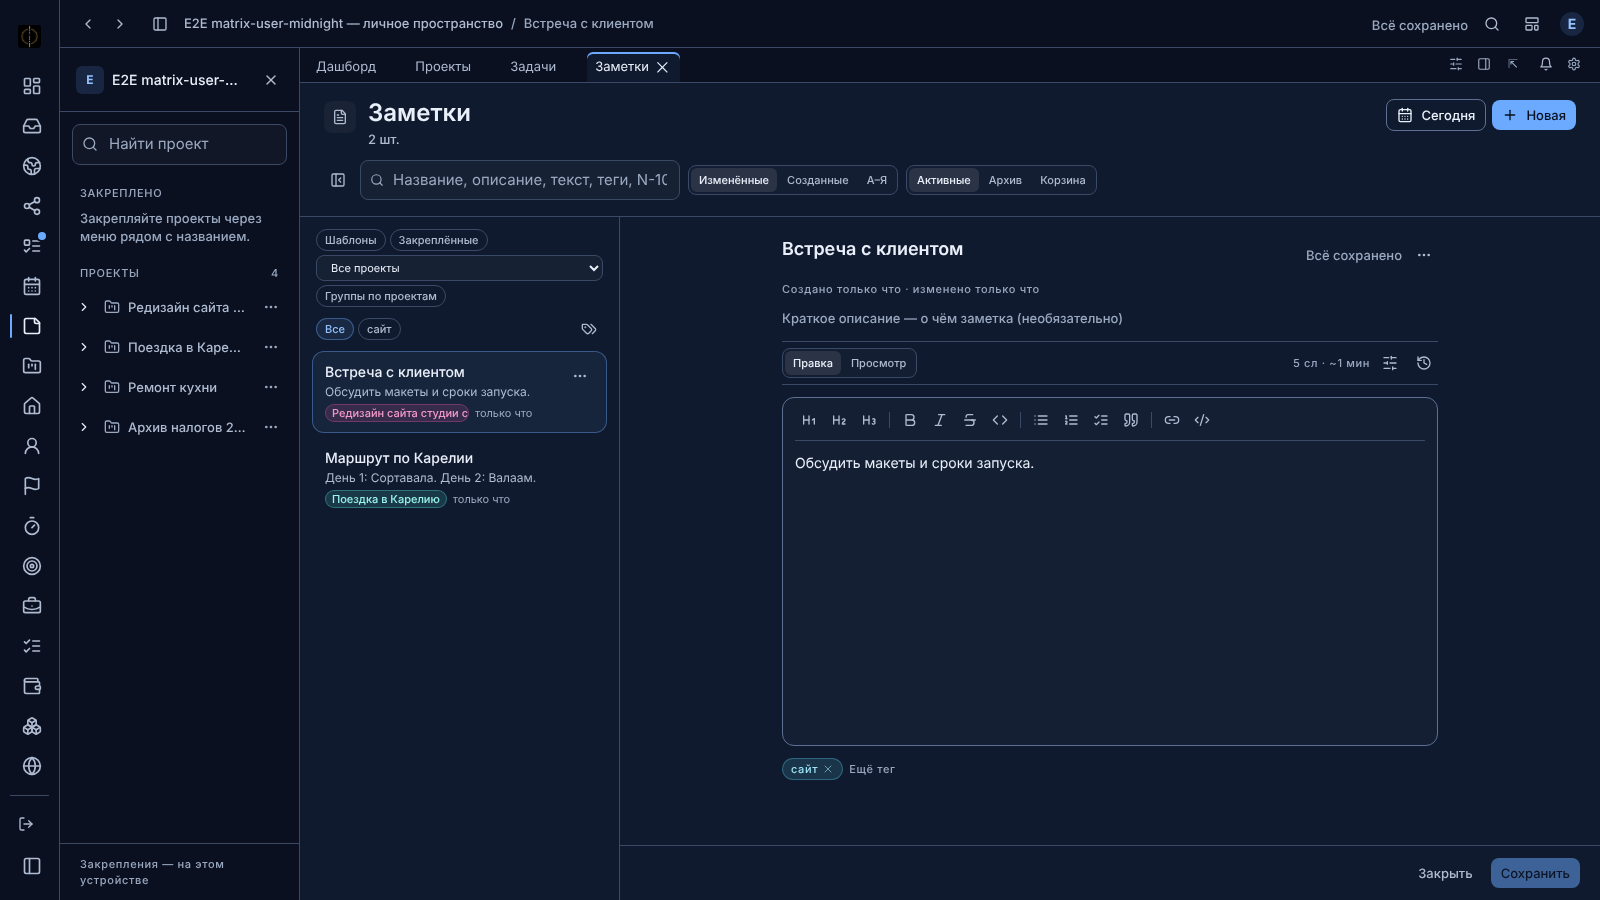 E2E matrix-user-midnight — личное пространство / Встреча с клиентом
Всё сохранено
E
E
E2E matrix-user-...
Найти проект
ЗАКРЕПЛЕНО
Закрепляйте проекты через
меню рядом с названием.
ПРОЕКТЫ 4
Редизайн сайта ...
Поездка в Каре...
Ремонт кухни
Архив налогов 2...
Закрепления — на этом
устройстве
Дашборд Проекты Задачи Заметки
Заметки
2 шт.
Сегодня
Новая
Название, описание, текст, теги, N-10
Изменённые Созданные А–Я
Активные Архив Корзина
Шаблоны Закреплённые
Все проекты
Группы по проектам
Все сайт
Встреча с клиентом
Обсудить макеты и сроки запуска.
Редизайн сайта студии с только что
Маршрут по Карелии
День 1: Сортавала. День 2: Валаам.
Поездка в Карелию только что
Встреча с клиентом
Всё сохранено
Создано только что · изменено только что
Краткое описание — о чём заметка (необязательно)
Правка Просмотр
5 сл · ~1 мин
H1 H2 H3
Обсудить макеты и сроки запуска.
сайт Ещё тег
Закрыть Сохранить